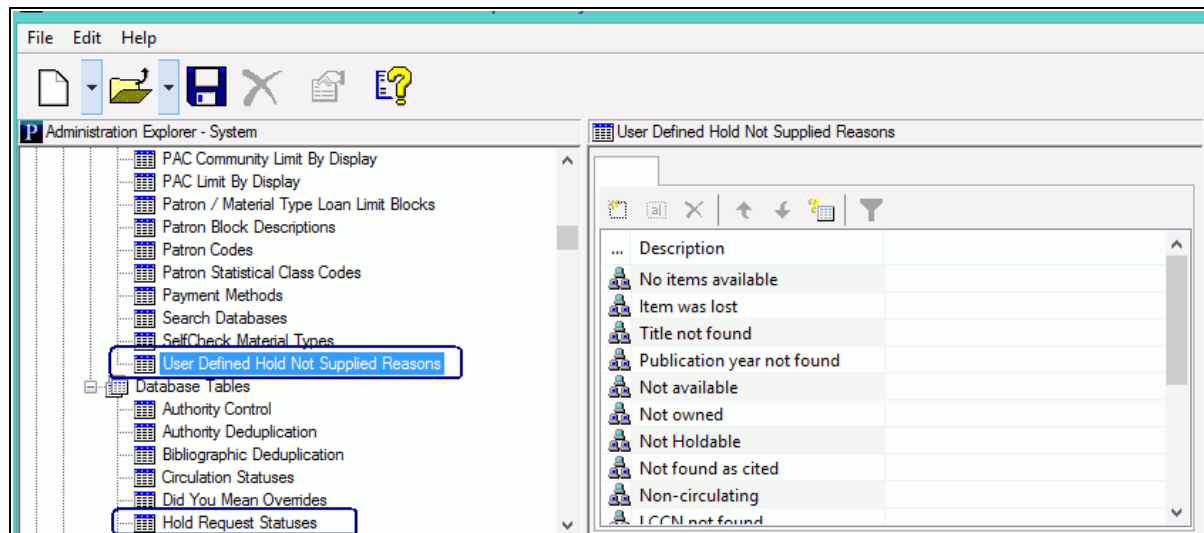 File Edit Help
Administration Explorer - System
PAC Community Limit By Display
PAC Limit By Display
Patron / Material Type Loan Limit Blocks
Patron Block Descriptions
Patron Codes
Patron Statistical Class Codes
Payment Methods
Search Databases
SelfCheck Material Types
User Defined Hold Not Supplied Reasons
Database Tables
Authority Control
Authority Deduplication
Bibliographic Deduplication
Circulation Statuses
Did You Mean Overrides
Hold Request Statuses
User Defined Hold Not Supplied Reasons
... Description
No items available
Item was lost
Title not found
Publication year not found
Not available
Not owned
Not Holdable
Not found as cited
Non-circulating
LCCN not found